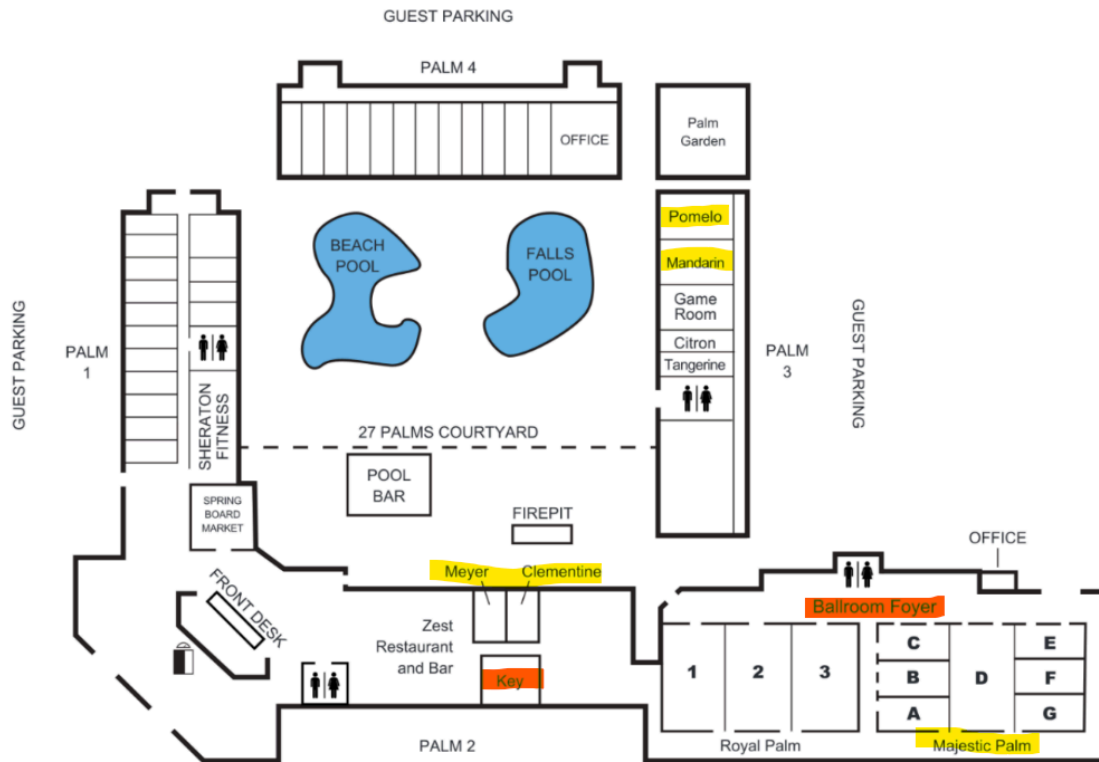 GUEST PARKING
PALM 4
OFFICE
Palm
Garden
Pomelo
Mandarin
Game
Room
Citron
Tangerine
BEACH
POOL
FALLS
POOL
GUEST PARKING
PALM
1
SHERATON
FITNESS
PALM
3
GUEST PARKING
27 PALMS COURTYARD
POOL
BAR
SPRING
BOARD
MARKET
FIREPIT
OFFICE
Meyer
Clementine
FRONT DESK
Zest
Restaurant
and Bar
Key
Ballroom Foyer
1
2
3
C
B
A
D
E
F
G
PALM 2
Royal Palm
Majestic Palm